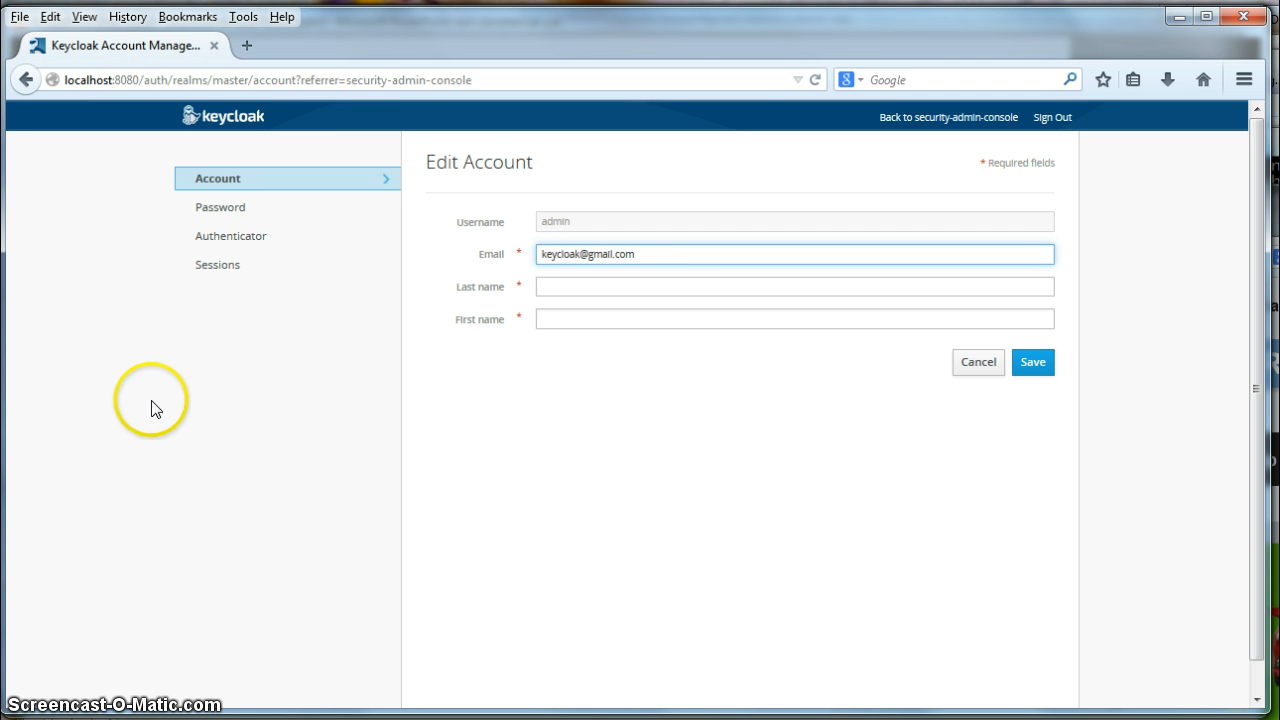 File Edit View History Bookmarks Tools Help
Keycloak Account Manage...
localhost:8080/auth/realms/master/account?referrer=security-admin-console
Google
keycloak
Back to security-admin-console Sign Out
Account
Password
Authenticator
Sessions
Edit Account
* Required fields
Username admin
Email * keycloak@gmail.com
Last name *
First name *
Cancel Save
Screencast-O-Matic.com